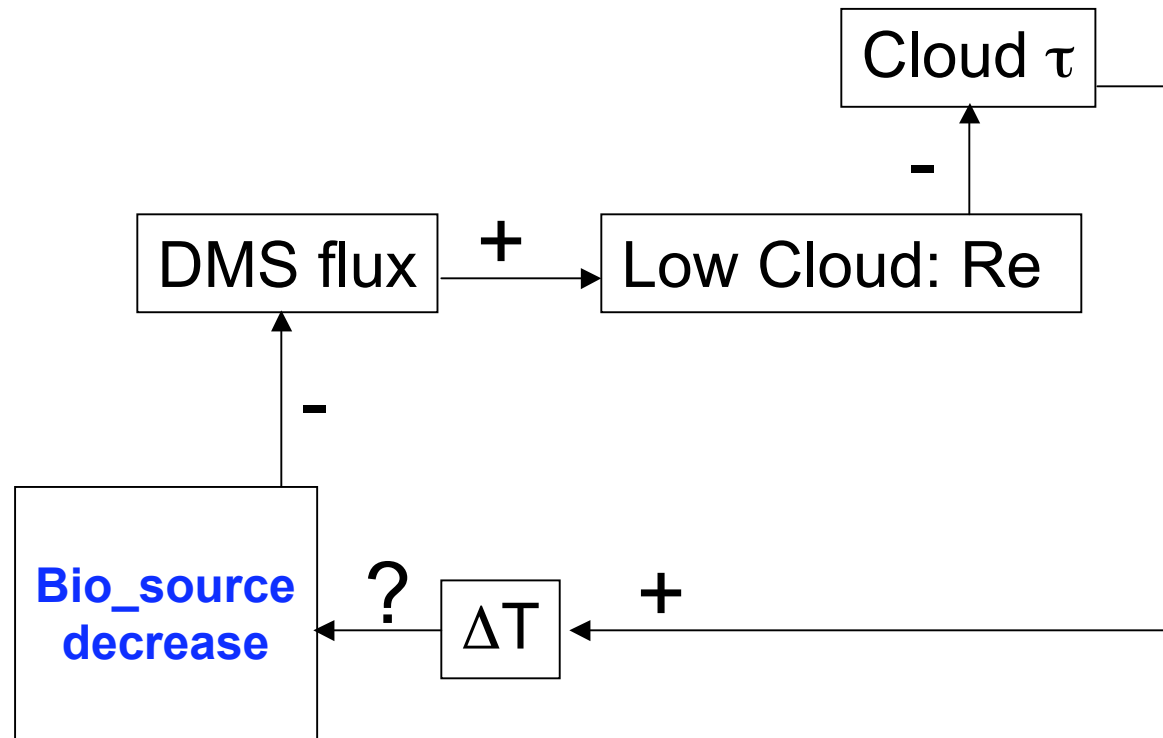 Cloud τ
-
DMS flux
+
Low Cloud: Re
-
Bio_source
decrease
?
ΔT
+